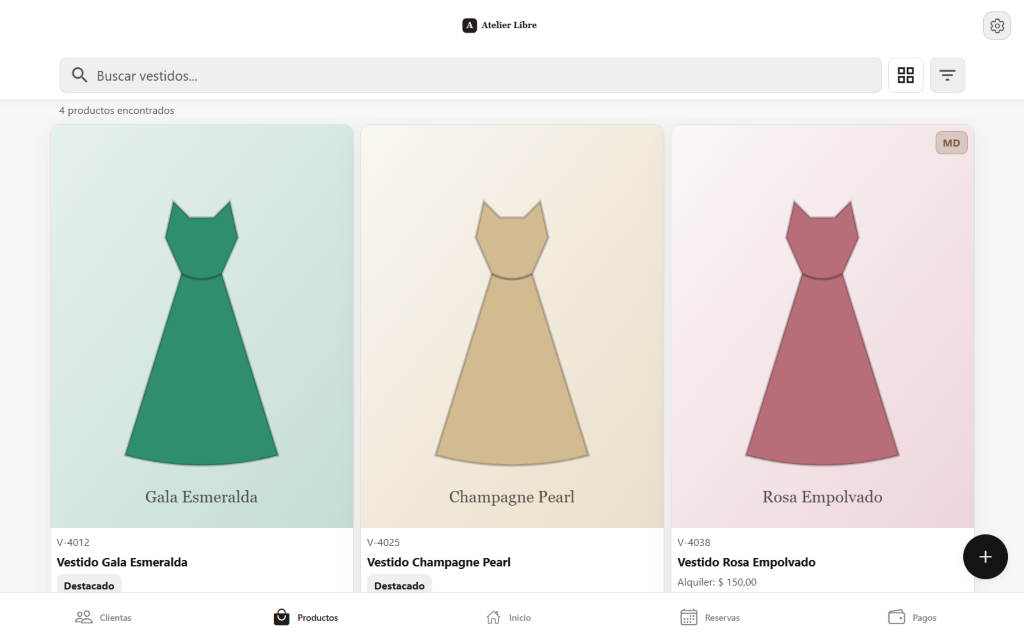 A Atelier Libre
Buscar vestidos...
4 productos encontrados
MD
Gala Esmeralda
Champagne Pearl
Rosa Empolvado
V-4012
Vestido Gala Esmeralda
Destacado
V-4025
Vestido Champagne Pearl
Destacado
V-4038
Vestido Rosa Empolvado
Alquiler: $ 150,00
Clientas
Productos
Inicio
Reservas
Pagos